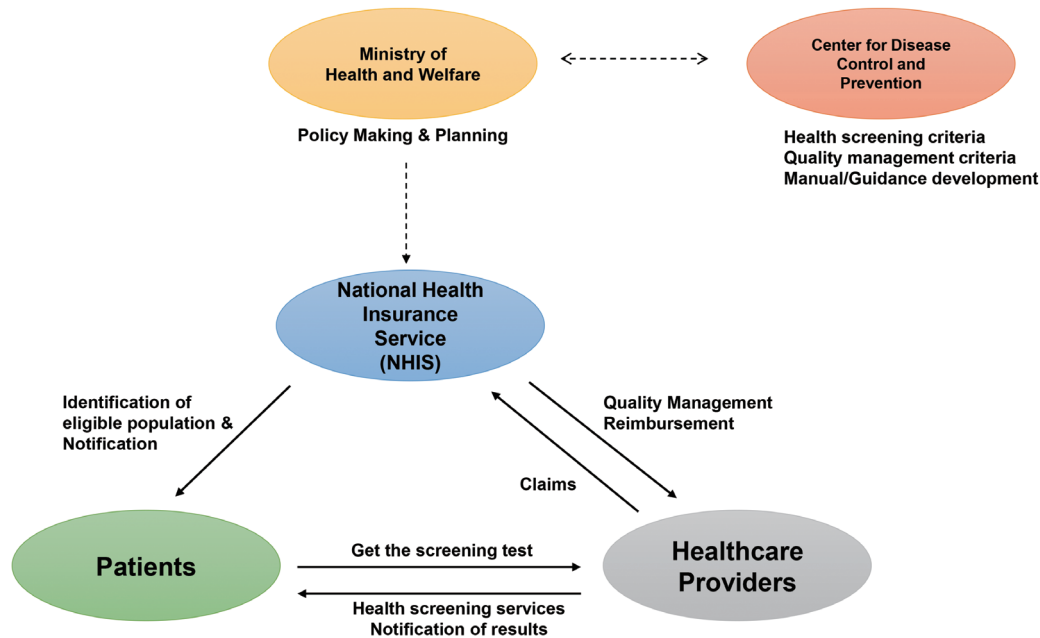 Ministry of
Health and Welfare
Center for Disease
Control and
Prevention
Policy Making & Planning
Health screening criteria
Quality management criteria
Manual/Guidance development
National Health
Insurance
Service
(NHIS)
Identification of
eligible population &
Notification
Quality Management
Reimbursement
Claims
Patients
Get the screening test
Healthcare
Providers
Health screening services
Notification of results